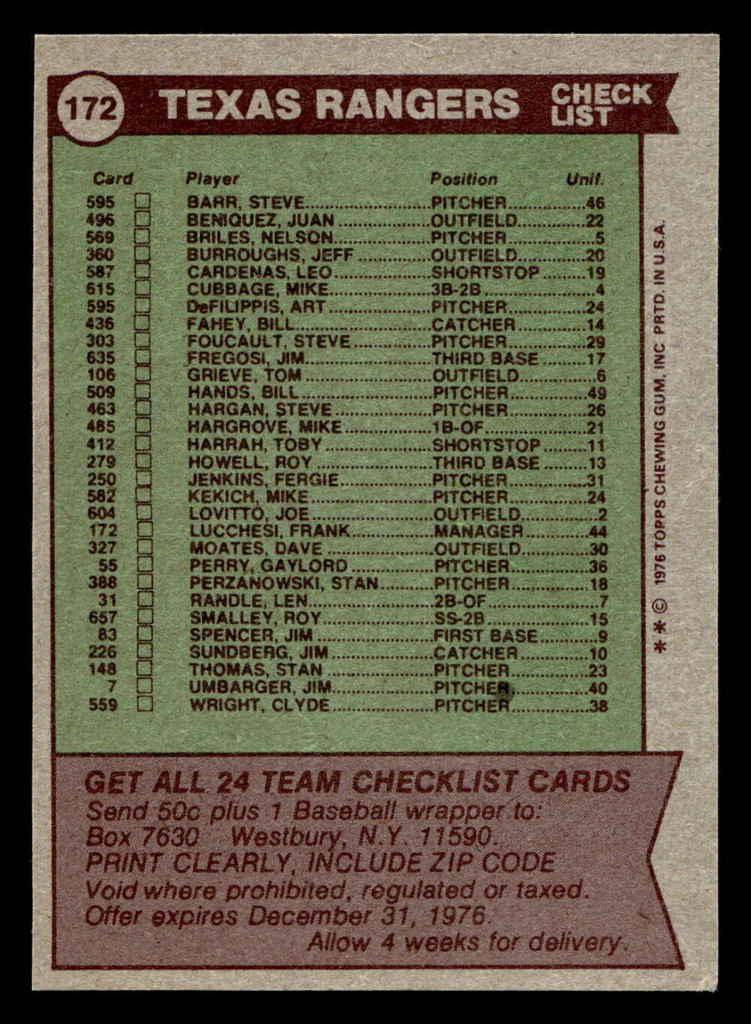 172 TEXAS RANGERS CHECK LIST
Card Player Position Unif.
595 BARR, STEVE PITCHER 46
496 BENIQUEZ, JUAN OUTFIELD 22
569 BRILES, NELSON PITCHER 5
360 BURROUGHS, JEFF OUTFIELD 20
587 CARDENAS, LEO SHORTSTOP 19
615 CUBBAGE, MIKE 3B-2B 4
595 DeFILIPPIS, ART PITCHER 24
436 FAHEY, BILL CATCHER 14
303 FOUCAULT, STEVE PITCHER 29
635 FREGOSI, JIM THIRD BASE 17
106 GRIEVE, TOM OUTFIELD 6
509 HANDS, BILL PITCHER 49
463 HARGAN, STEVE PITCHER 26
485 HARGROVE, MIKE 1B-OF 21
412 HARRAH, TOBY SHORTSTOP 11
279 HOWELL, ROY THIRD BASE 13
250 JENKINS, FERGIE PITCHER 31
582 KEKICH, MIKE PITCHER 24
604 LOVITTO, JOE OUTFIELD 2
172 LUCCHESI, FRANK MANAGER 44
327 MOATES, DAVE OUTFIELD 30
55 PERRY, GAYLORD PITCHER 36
388 PERZANOWSKI, STAN PITCHER 18
31 RANDLE, LEN 2B-OF 7
657 SMALLEY, ROY SS-2B 15
83 SPENCER, JIM FIRST BASE 9
226 SUNDBERG, JIM CATCHER 10
148 THOMAS, STAN PITCHER 23
7 UMBARGER, JIM PITCHER 40
559 WRIGHT, CLYDE PITCHER 38
GET ALL 24 TEAM CHECKLIST CARDS
Send 50c plus 1 Baseball wrapper to:
Box 7630 Westbury, N.Y. 11590.
PRINT CLEARLY, INCLUDE ZIP CODE
Void where prohibited, regulated or taxed.
Offer expires December 31, 1976.
Allow 4 weeks for delivery.
** © 1976 TOPPS CHEWING GUM, INC PRTD. IN U.S.A.